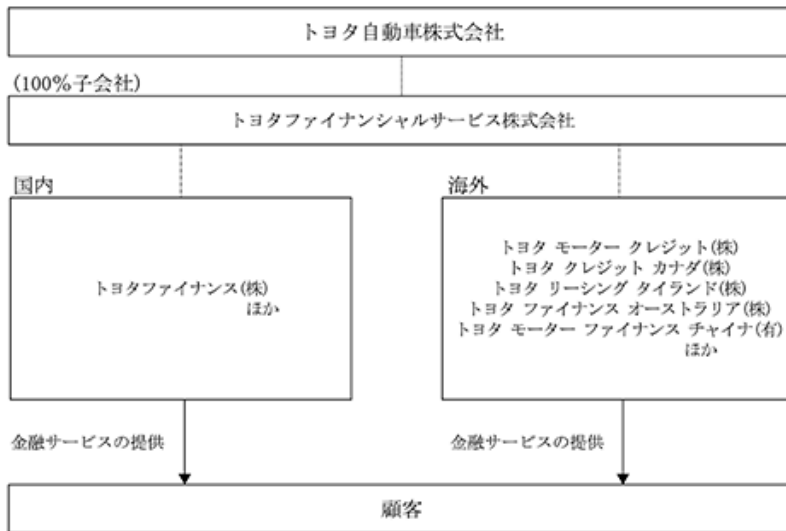 トヨタ自動車株式会社
(100%子会社)
トヨタファイナンシャルサービス株式会社
国内
海外
トヨタファイナンス(株)
ほか
トヨタ モーター クレジット(株)
トヨタ クレジット カナダ(株)
トヨタ リーシング タイランド(株)
トヨタ ファイナンス オーストラリア(株)
トヨタ モーター ファイナンス チャイナ(有)
ほか
金融サービスの提供
金融サービスの提供
顧客